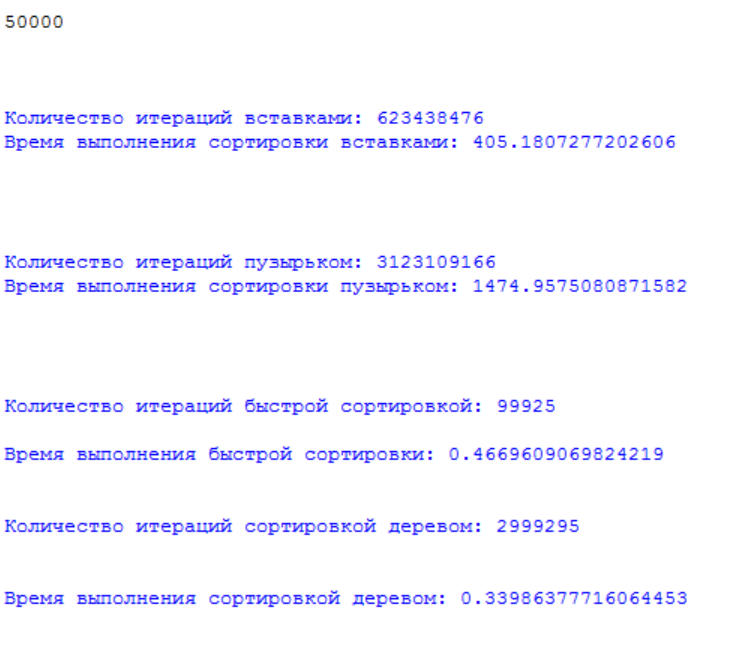 50000
Количество итераций вставками: 623438476
Время выполнения сортировки вставками: 405.1807277202606
Количество итераций пузырьком: 3123109166
Время выполнения сортировки пузырьком: 1474.9575080871582
Количество итераций быстрой сортировкой: 99925
Время выполнения быстрой сортировки: 0.4669609069824219
Количество итераций сортировкой деревом: 2999295
Время выполнения сортировкой деревом: 0.33986377716064453